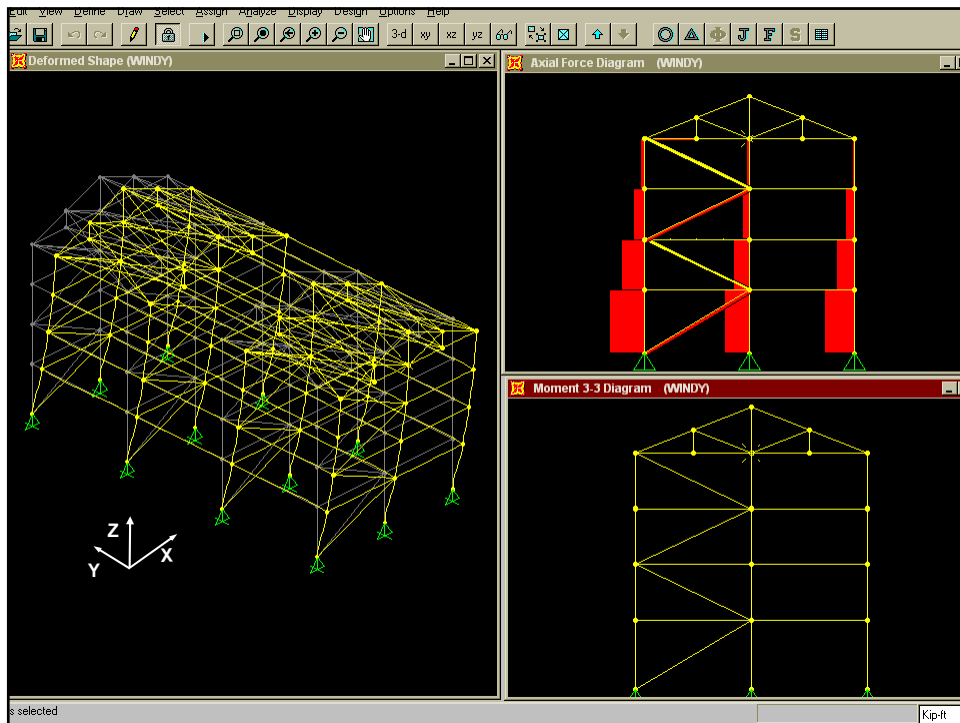 Edit View Define Draw Select Assign Analyze Display Design Options Help
3-d xy xz yz J F S
Deformed Shape (WINDY)
Axial Force Diagram (WINDY)
Moment 3-3 Diagram (WINDY)
Z
X
Y
s selected
Kip-ft